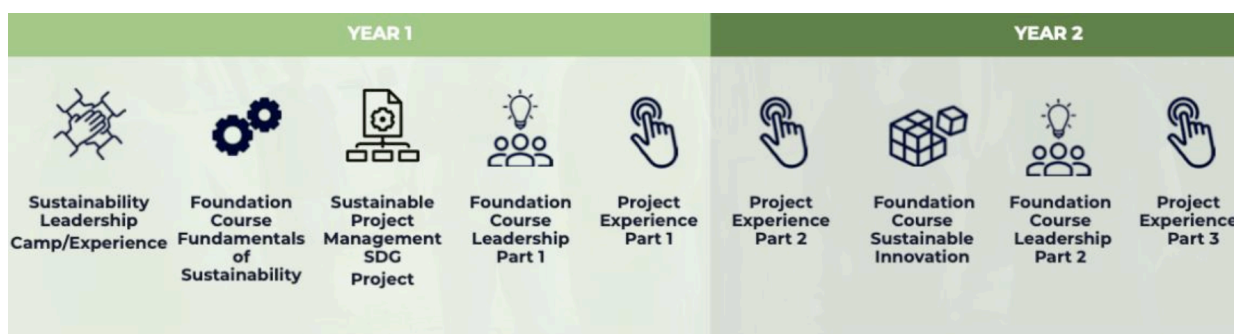 YEAR 1
YEAR 2
Sustainability
Leadership
Camp/Experience
Foundation
Course
Fundamentals
of
Sustainability
Sustainable
Project
Management
SDG
Project
Foundation
Course
Leadership
Part 1
Project
Experience
Part 1
Project
Experience
Part 2
Foundation
Course
Sustainable
Innovation
Foundation
Course
Leadership
Part 2
Project
Experience
Part 3